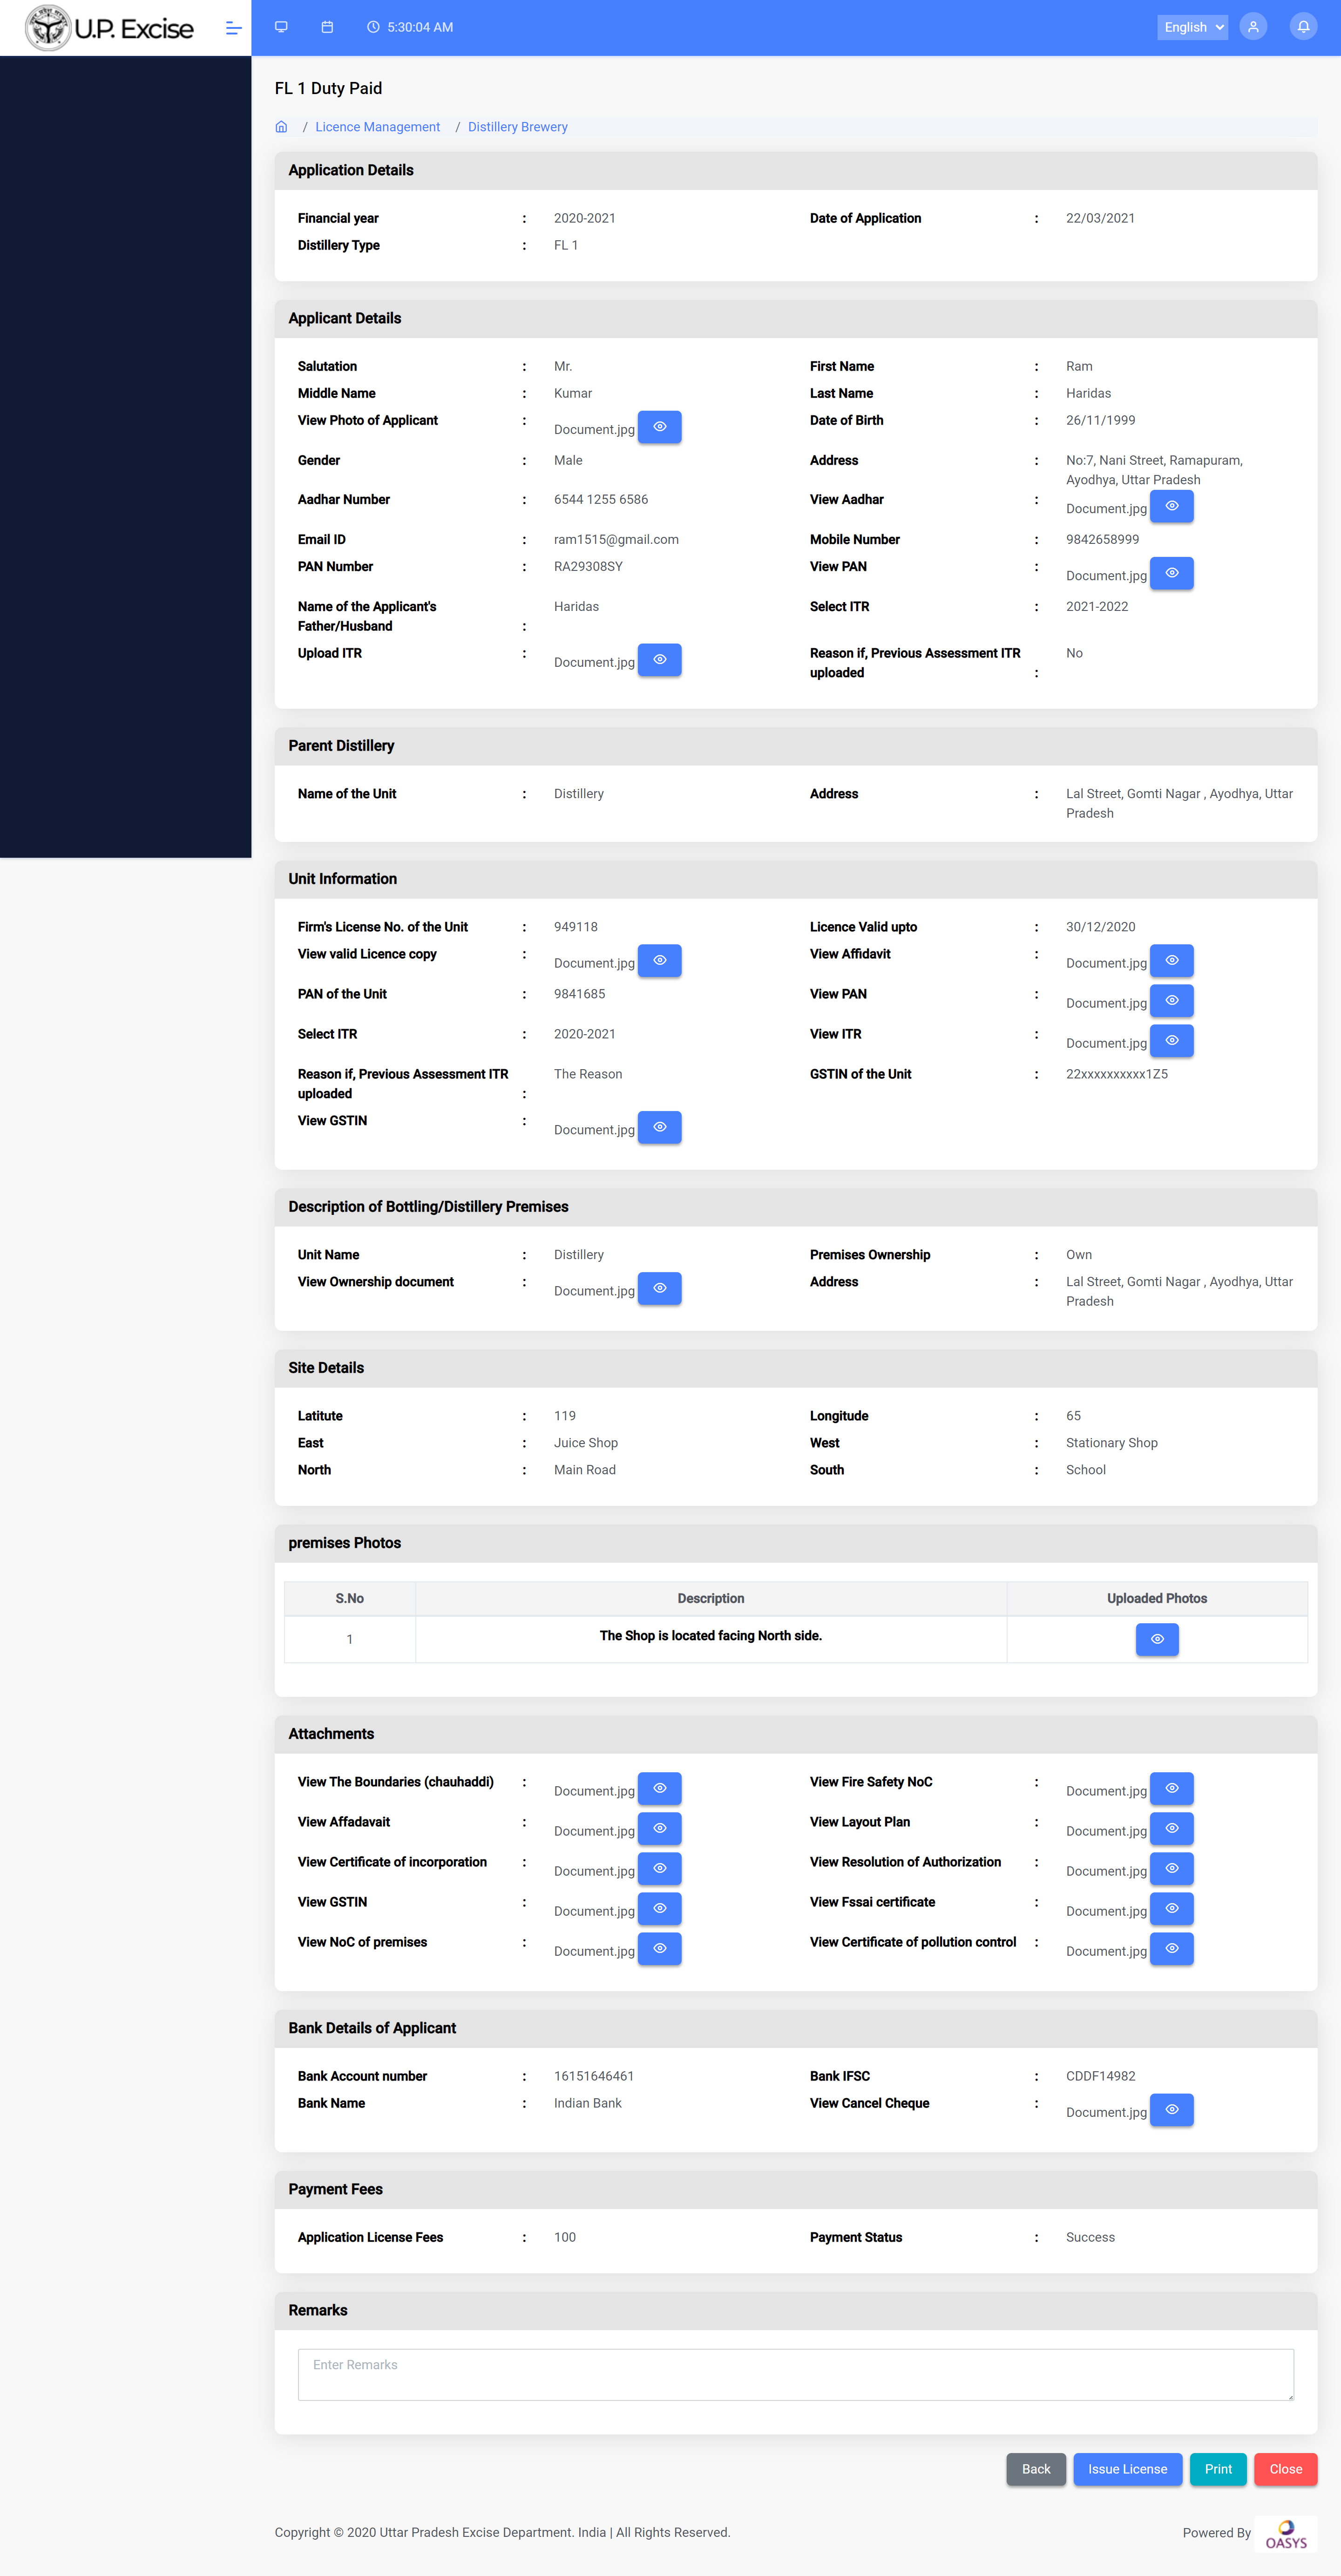 U.P. Excise
5:30:04 AM
English
FL 1 Duty Paid
/ Licence Management / Distillery Brewery
Application Details
Financial year : 2020-2021 Date of Application : 22/03/2021
Distillery Type : FL 1
Applicant Details
Salutation : Mr. First Name : Ram
Middle Name : Kumar Last Name : Haridas
View Photo of Applicant : Document.jpg Date of Birth : 26/11/1999
Gender : Male Address : No:7, Nani Street, Ramapuram,
Ayodhya, Uttar Pradesh
Aadhar Number : 6544 1255 6586 View Aadhar : Document.jpg
Email ID : ram1515@gmail.com Mobile Number : 9842658999
PAN Number : RA29308SY View PAN : Document.jpg
Name of the Applicant's Haridas Select ITR : 2021-2022
Father/Husband :
Upload ITR : Document.jpg Reason if, Previous Assessment ITR No
uploaded :
Parent Distillery
Name of the Unit : Distillery Address : Lal Street, Gomti Nagar , Ayodhya, Uttar
Pradesh
Unit Information
Firm's License No. of the Unit : 949118 Licence Valid upto : 30/12/2020
View valid Licence copy : Document.jpg View Affidavit : Document.jpg
PAN of the Unit : 9841685 View PAN : Document.jpg
Select ITR : 2020-2021 View ITR : Document.jpg
Reason if, Previous Assessment ITR The Reason GSTIN of the Unit : 22xxxxxxxxxx1Z5
uploaded :
View GSTIN : Document.jpg
Description of Bottling/Distillery Premises
Unit Name : Distillery Premises Ownership : Own
View Ownership document : Document.jpg Address : Lal Street, Gomti Nagar , Ayodhya, Uttar
Pradesh
Site Details
Latitute : 119 Longitude : 65
East : Juice Shop West : Stationary Shop
North : Main Road South : School
premises Photos
S.No Description Uploaded Photos
1 The Shop is located facing North side.
Attachments
View The Boundaries (chauhaddi) : Document.jpg View Fire Safety NoC : Document.jpg
View Affadavait : Document.jpg View Layout Plan : Document.jpg
View Certificate of incorporation : Document.jpg View Resolution of Authorization : Document.jpg
View GSTIN : Document.jpg View Fssai certificate : Document.jpg
View NoC of premises : Document.jpg View Certificate of pollution control : Document.jpg
Bank Details of Applicant
Bank Account number : 16151646461 Bank IFSC : CDDF14982
Bank Name : Indian Bank View Cancel Cheque : Document.jpg
Payment Fees
Application License Fees : 100 Payment Status : Success
Remarks
Enter Remarks
Back Issue License Print Close
Copyright © 2020 Uttar Pradesh Excise Department. India | All Rights Reserved. Powered By OASYS